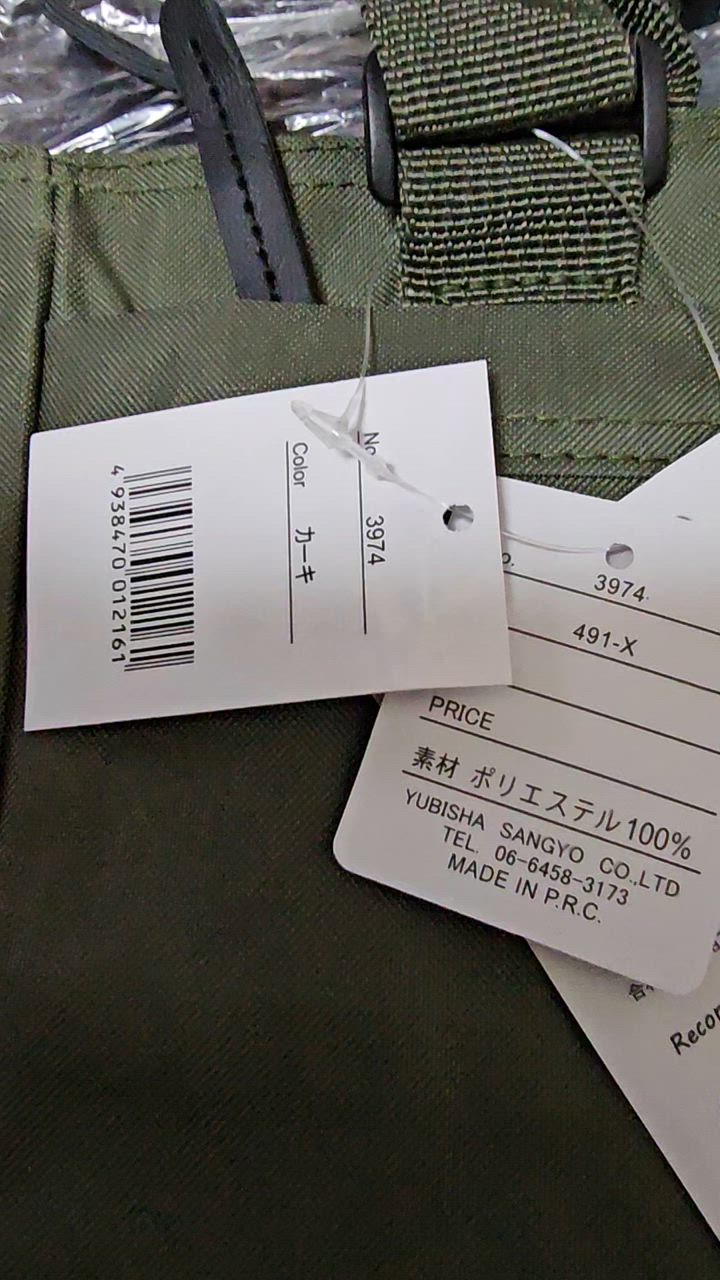 No. 3974
Color カーキ
4 938470 012161
3974
491-X
PRICE
素材 ポリエステル100%
YUBISHA SANGYO CO.,LTD
TEL. 06-6458-3173
MADE IN P.R.C.